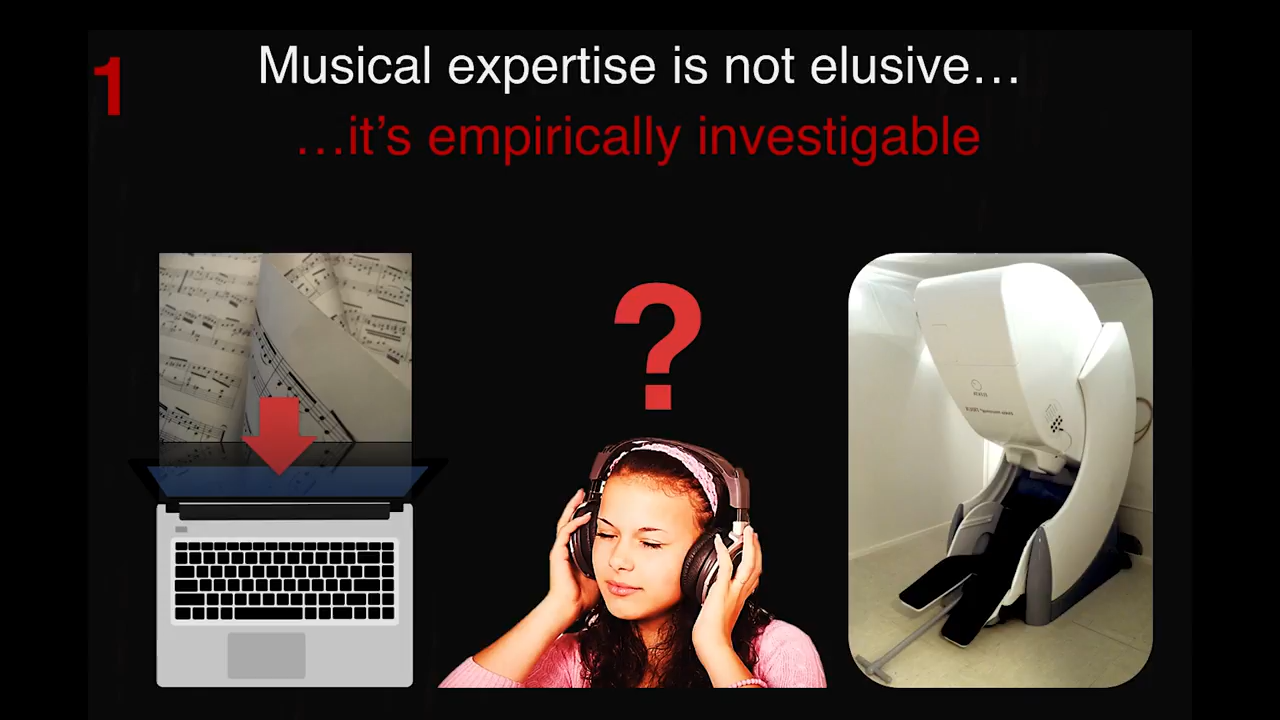 1
Musical expertise is not elusive…
…it’s empirically investigable
?